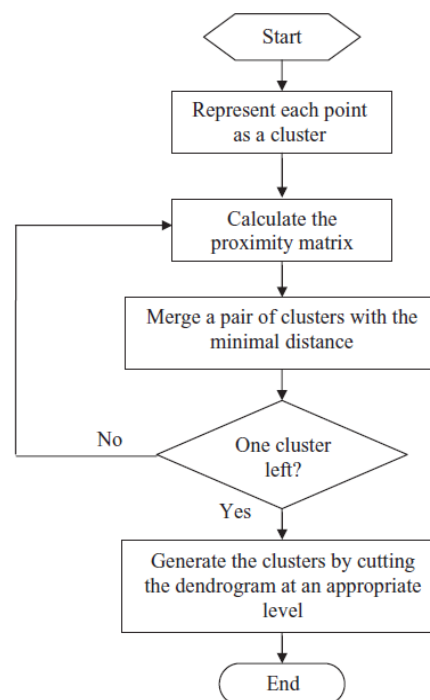 Start
Represent each point
as a cluster
Calculate the
proximity matrix
Merge a pair of clusters with the
minimal distance
No
One cluster
left?
Yes
Generate the clusters by cutting
the dendrogram at an appropriate
level
End